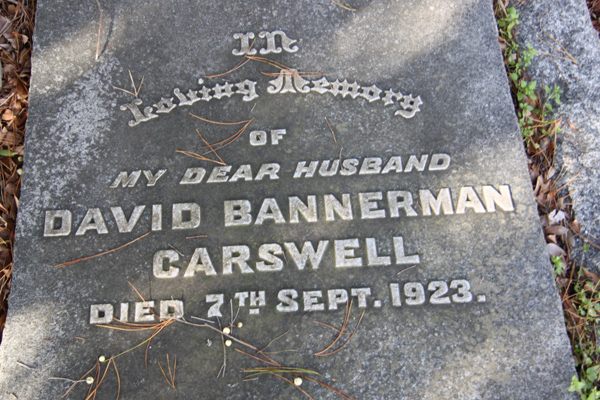 In
Loving Memory
OF
MY DEAR HUSBAND
DAVID BANNERMAN
CARSWELL
DIED 7TH SEPT. 1923.